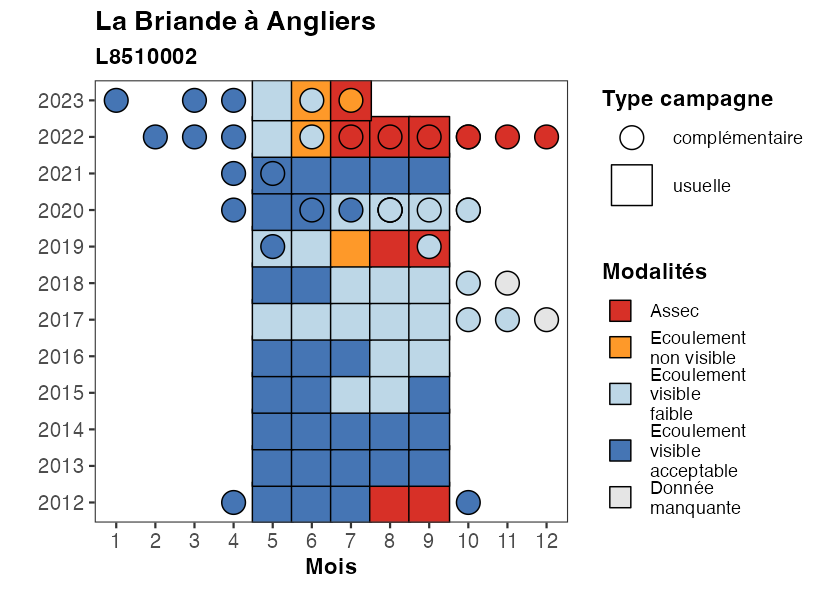 La Briande à Angliers
L8510002
2023
2022
2021
2020
2019
2018
2017
2016
2015
2014
2013
2012
1 2 3 4 5 6 7 8 9 10 11 12
Mois
Type campagne
complémentaire
usuelle
Modalités
Assec
Ecoulement
non visible
Ecoulement
visible
faible
Ecoulement
visible
acceptable
Donnée
manquante